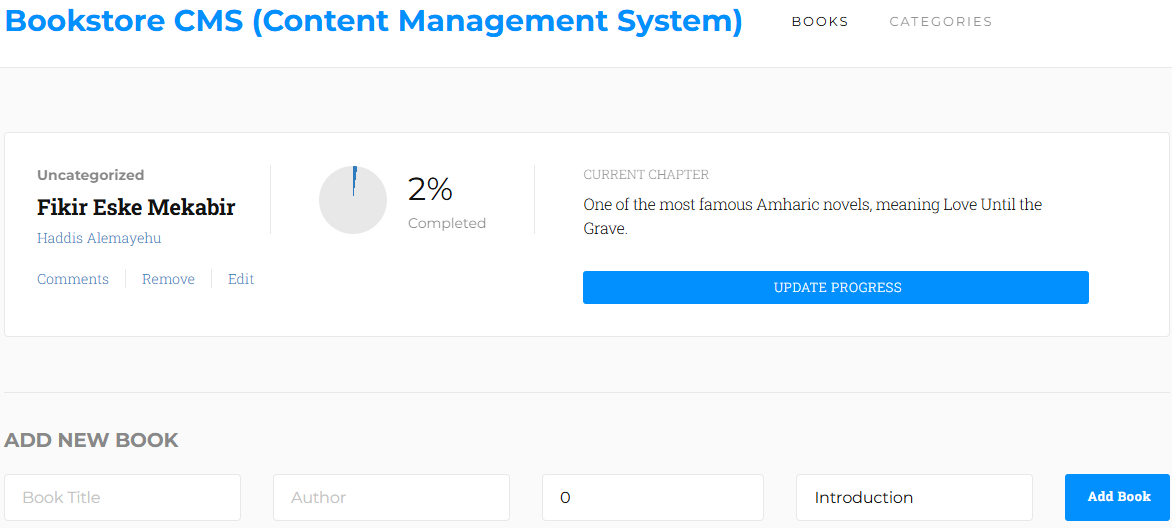 Bookstore CMS (Content Management System)
BOOKS
CATEGORIES
Uncategorized
Fikir Eske Mekabir
Haddis Alemayehu
Comments
Remove
Edit
2%
Completed
CURRENT CHAPTER
One of the most famous Amharic novels, meaning Love Until the
Grave.
UPDATE PROGRESS
ADD NEW BOOK
Book Title
Author
0
Introduction
Add Book